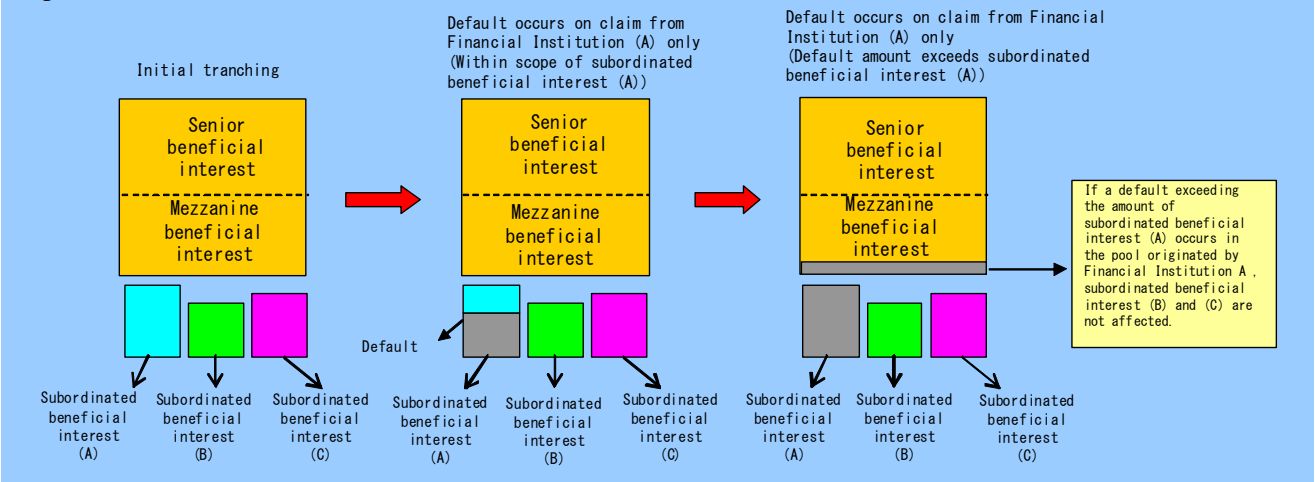 Initial tranching
Senior
beneficial
interest
Mezzanine
beneficial
interest
Subordinated
beneficial
interest
(A)
Subordinated
beneficial
interest
(B)
Subordinated
beneficial
interest
(C)
Default occurs on claim from
Financial Institution (A) only
(Within scope of subordinated
beneficial interest (A))
Senior
beneficial
interest
Mezzanine
beneficial
interest
Default
Subordinated
beneficial
interest
(A)
Subordinated
beneficial
interest
(B)
Subordinated
beneficial
interest
(C)
Default occurs on claim from Financial
Institution (A) only
(Default amount exceeds subordinated
beneficial interest (A))
Senior
beneficial
interest
Mezzanine
beneficial
interest
Subordinated
beneficial
interest
(A)
Subordinated
beneficial
interest
(B)
Subordinated
beneficial
interest
(C)
If a default exceeding
the amount of
subordinated beneficial
interest (A) occurs in
the pool originated by
Financial Institution A ,
subordinated beneficial
interest (B) and (C) are
not affected.